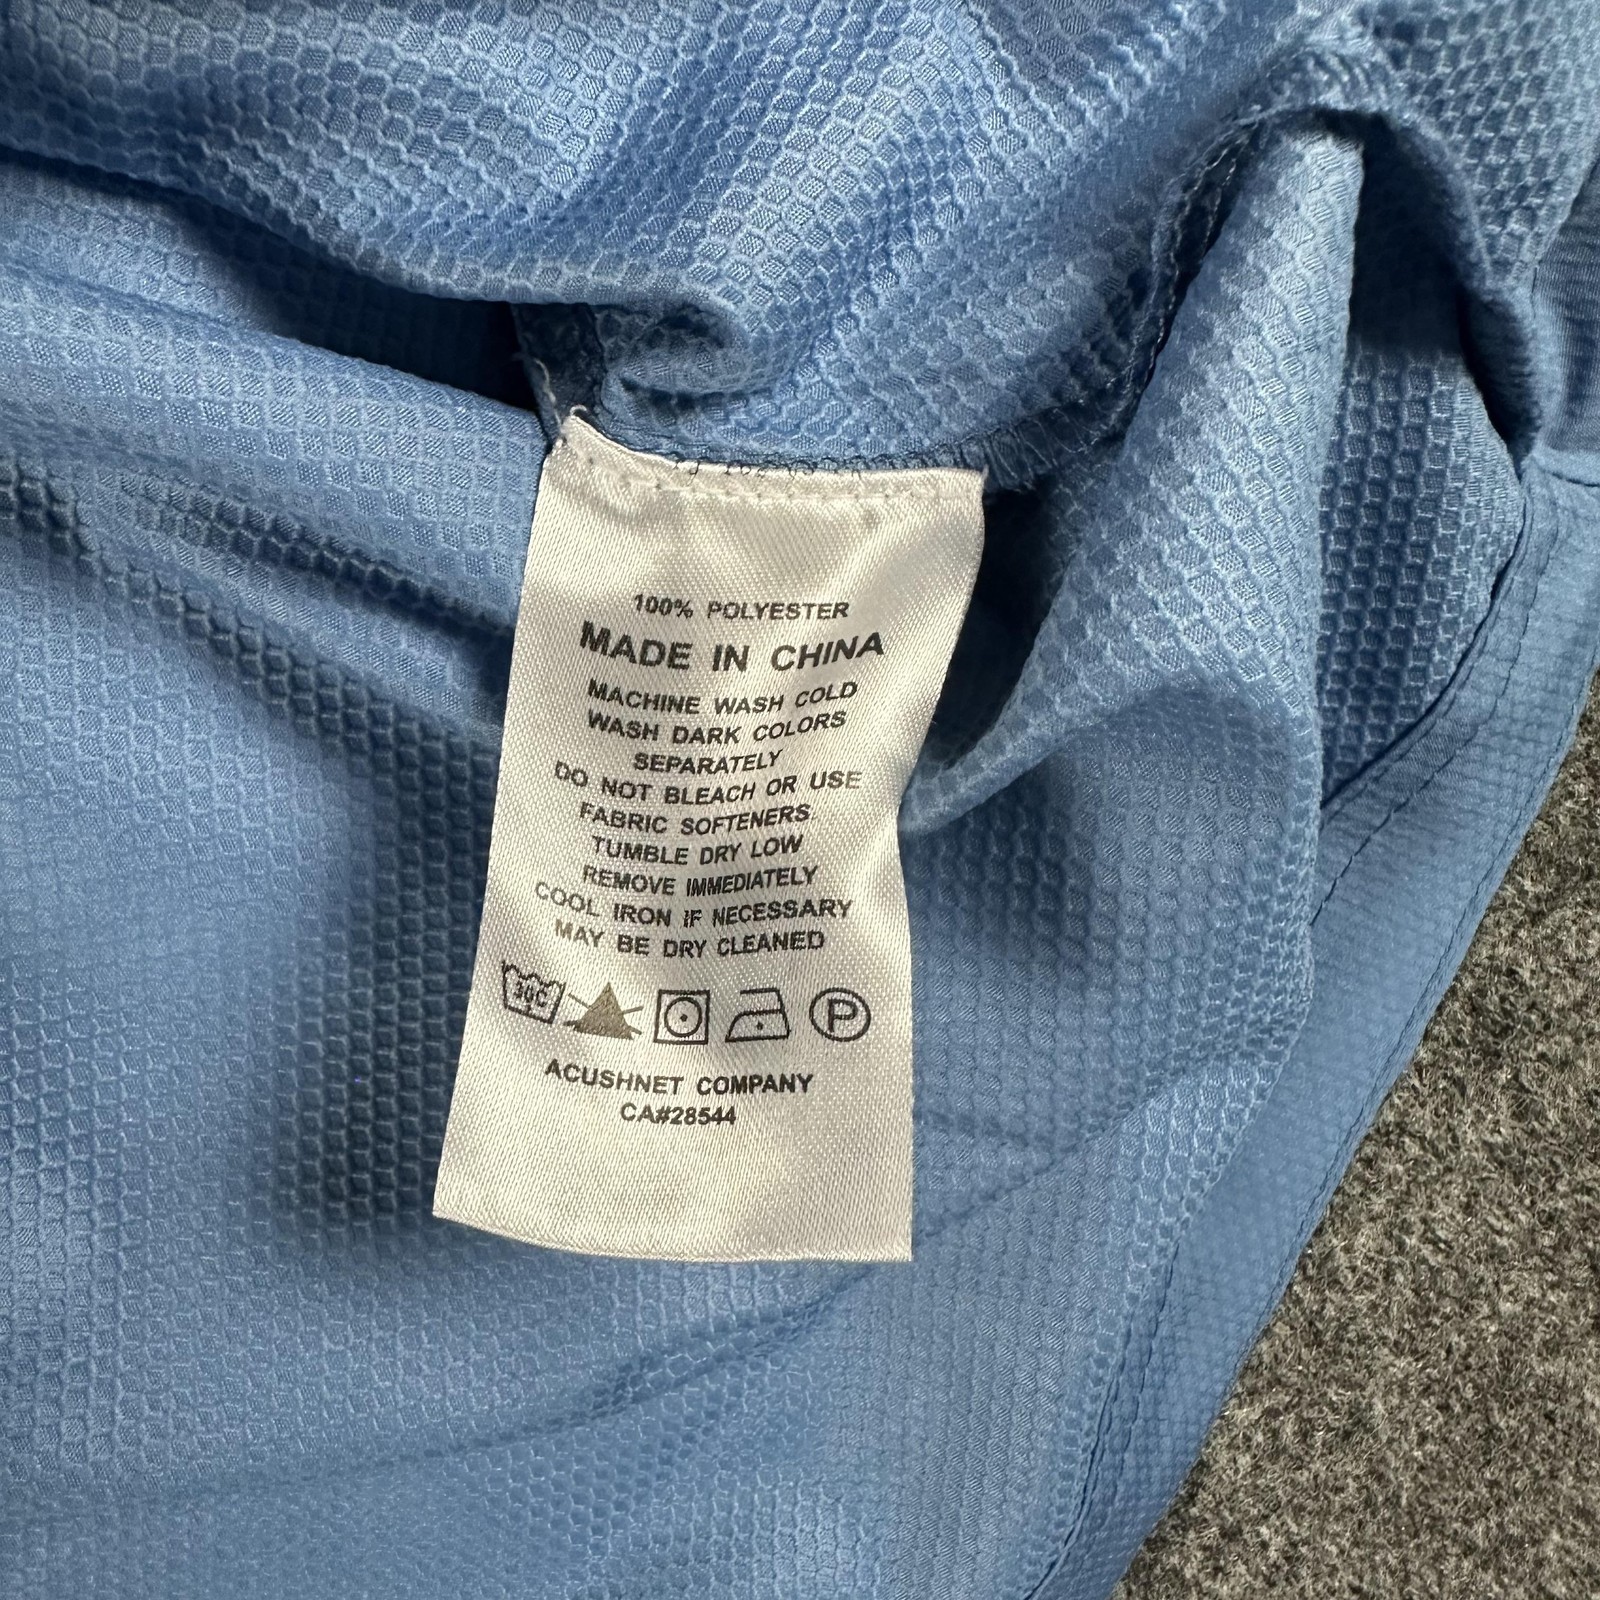 100% POLYESTER
MADE IN CHINA
MACHINE WASH COLD
WASH DARK COLORS
SEPARATELY
DO NOT BLEACH OR USE
FABRIC SOFTENERS
TUMBLE DRY LOW
REMOVE IMMEDIATELY
COOL IRON IF NECESSARY
MAY BE DRY CLEANED
30C
P
ACUSHNET COMPANY
CA#28544